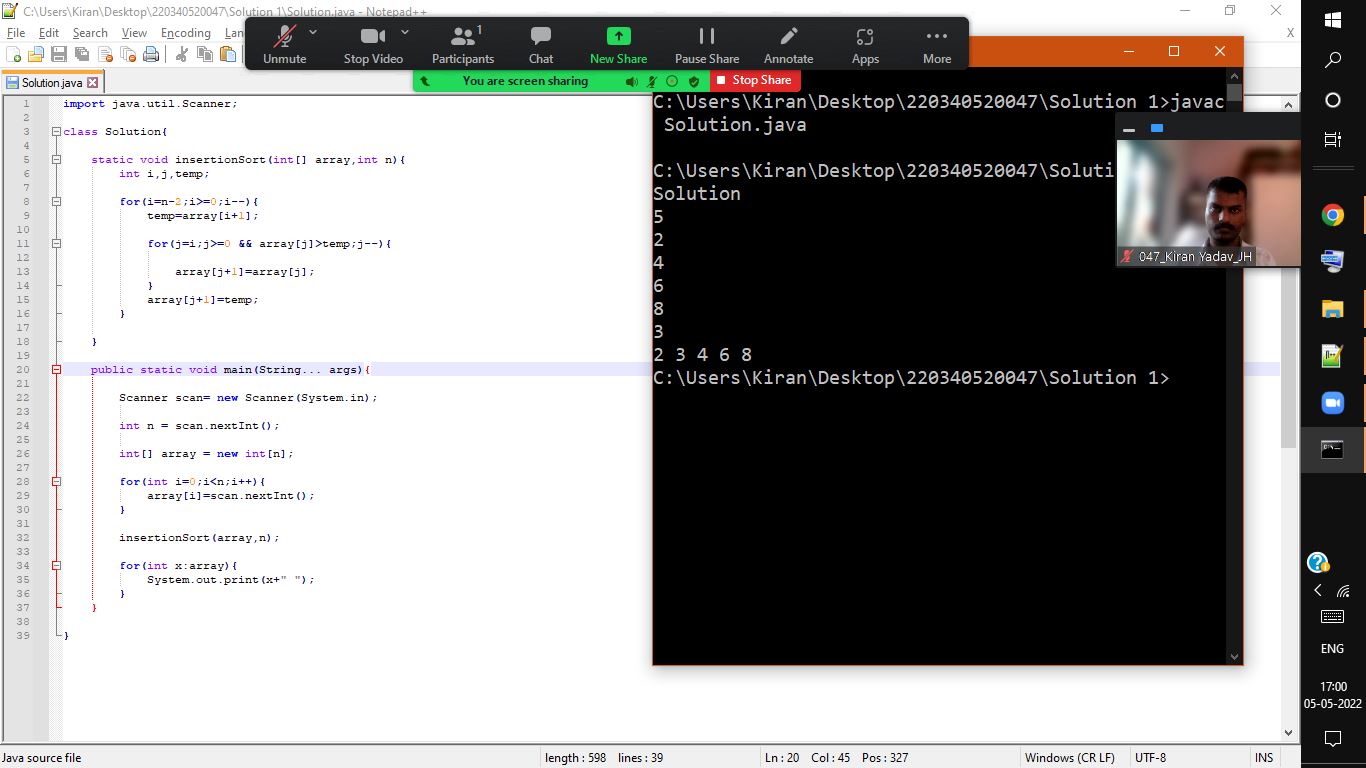 C:\Users\Kiran\Desktop\220340520047\Solution 1\Solution.java - Notepad++
File Edit Search View Encoding Lan
X
Unmute
Stop Video
1
Participants
Chat
New Share
Pause Share
Annotate
Apps
More
You are screen sharing
Stop Share
Solution.java
1 import java.util.Scanner;
2
3 class Solution{
4
5 static void insertionSort(int[] array,int n){
6 int i,j,temp;
7
8 for(i=n-2;i>=0;i--){
9 temp=array[i+1];
10
11 for(j=i;j>=0 && array[j]>temp;j--){
12
13 array[j+1]=array[j];
14 }
15 array[j+1]=temp;
16 }
17
18 }
19
20 public static void main(String... args){
21
22 Scanner scan= new Scanner(System.in);
23
24 int n = scan.nextInt();
25
26 int[] array = new int[n];
27
28 for(int i=0;i<n;i++){
29 array[i]=scan.nextInt();
30 }
31
32 insertionSort(array,n);
33
34 for(int x:array){
35 System.out.print(x+" ");
36 }
37 }
38
39 }
C:\Users\Kiran\Desktop\220340520047\Solution 1>javac
Solution.java
C:\Users\Kiran\Desktop\220340520047\Soluti
Solution
5
2
4
6
8
3
2 3 4 6 8
C:\Users\Kiran\Desktop\220340520047\Solution 1>
047_Kiran Yadav_JH
ENG
17:00
05-05-2022
Java source file
length : 598 lines : 39
Ln : 20 Col : 45 Pos : 327
Windows (CR LF)
UTF-8
INS